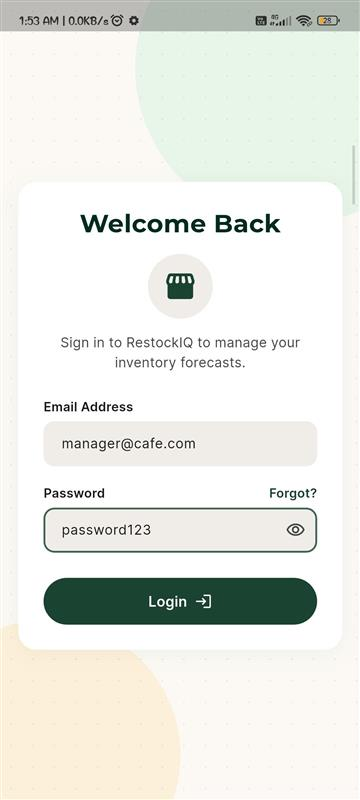 1:53 AM | 0.0KB/s
4G
28
Welcome Back
Sign in to RestockIQ to manage your
inventory forecasts.
Email Address
manager@cafe.com
Password Forgot?
password123
Login